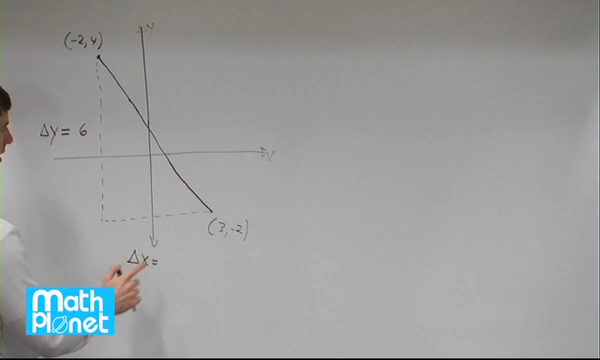 y
(-2,4)
Δy = 6
x
(3,-2)
Δx =
Math
Planet